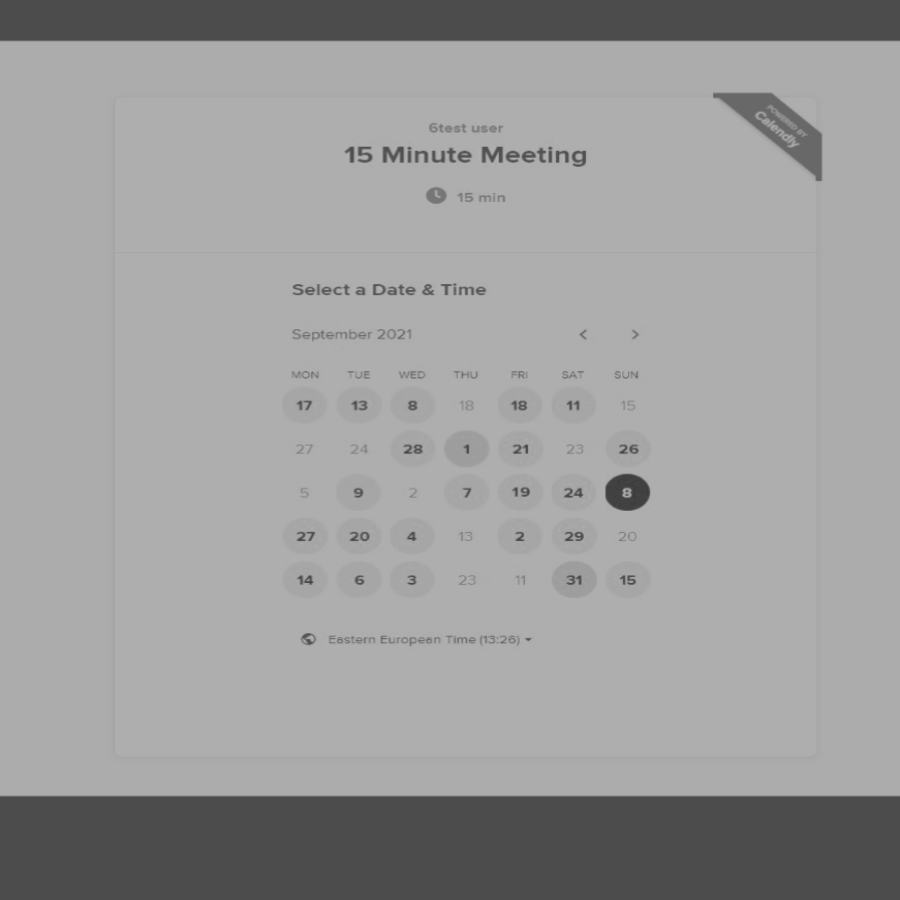 POWERED BY
Calendly
6test user
15 Minute Meeting
15 min
Select a Date & Time
September 2021
MON TUE WED THU FRI SAT SUN
17 13 8 18 18 11 15
27 24 28 1 21 23 26
5 9 2 7 19 24 8
27 20 4 13 2 29 20
14 6 3 23 11 31 15
Eastern European Time (13:26)